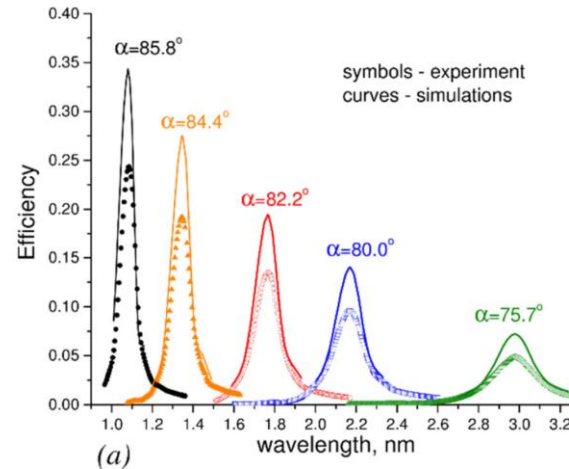 0.40
0.35
0.30
0.25
0.20
0.15
0.10
0.05
0.00
Efficiency
α=85.8°
α=84.4°
α=82.2°
α=80.0°
α=75.7°
symbols - experiment
curves - simulations
1.0 1.2 1.4 1.6 1.8 2.0 2.2 2.4 2.6 2.8 3.0 3.2
wavelength, nm
(a)